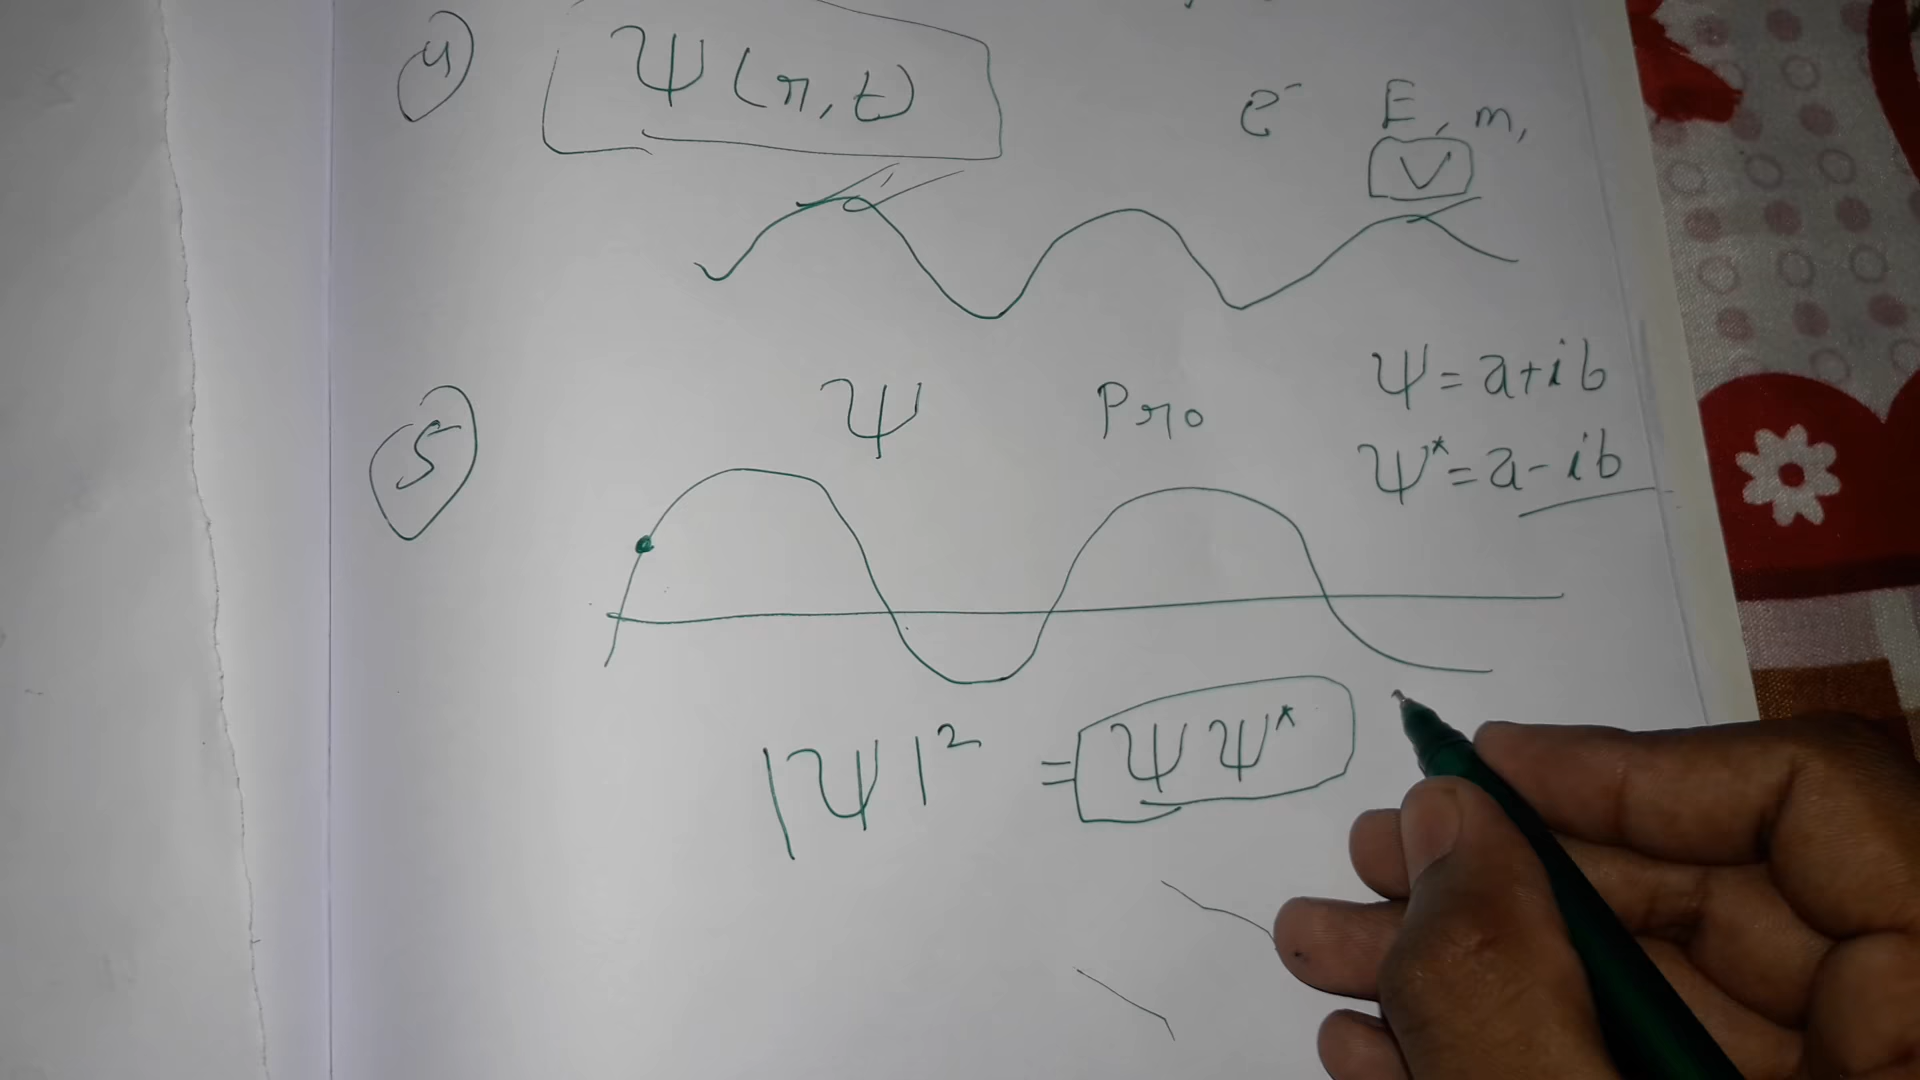 4 Ψ(r,t)
e⁻ E, m,
V
5 Ψ Pro
Ψ = a+ib
Ψ* = a-ib
|Ψ|² = ΨΨ*